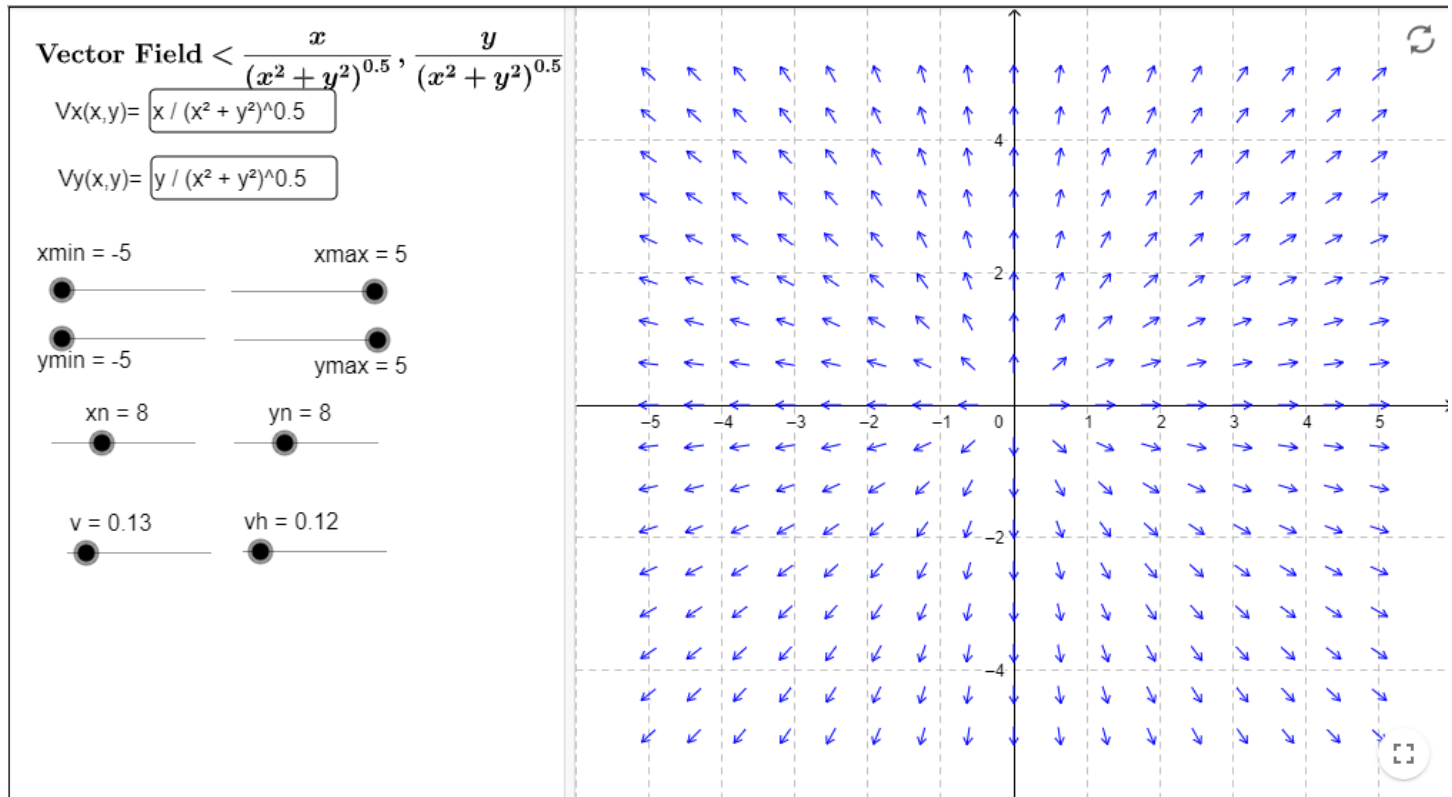 Vector Field < x / (x² + y²)^0.5 , y / (x² + y²)^0.5
Vx(x,y)= x / (x² + y²)^0.5
Vy(x,y)= y / (x² + y²)^0.5
xmin = -5
xmax = 5
ymin = -5
ymax = 5
xn = 8
yn = 8
v = 0.13
vh = 0.12
4
2
−5 −4 −3 −2 −1 0 1 2 3 4 5
−2
−4